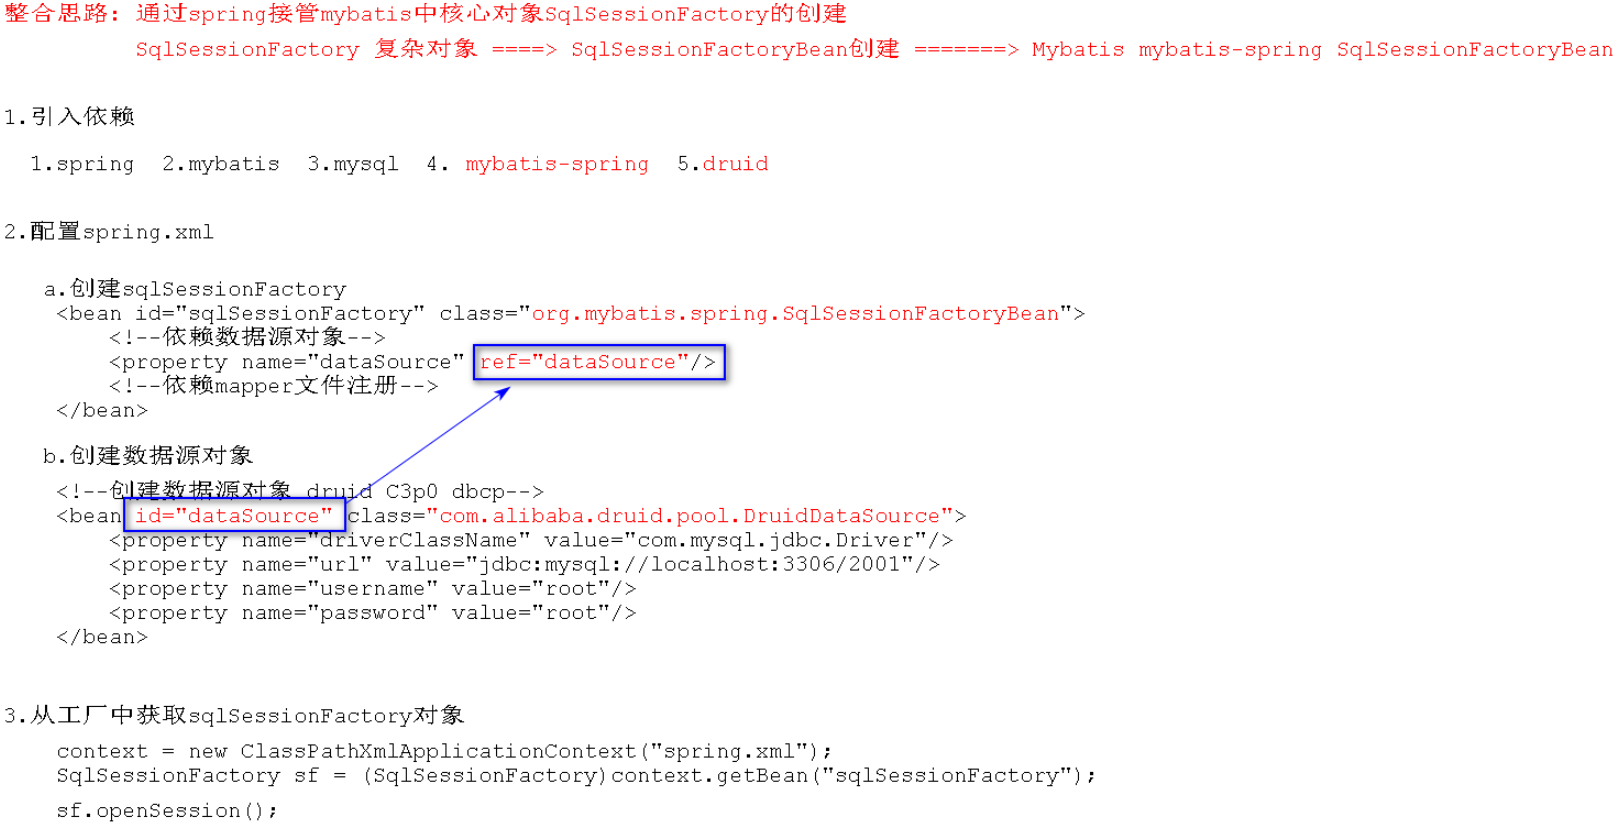 整合思路: 通过spring接管mybatis中核心对象SqlSessionFactory的创建
SqlSessionFactory 复杂对象 ====> SqlSessionFactoryBean创建 =======> Mybatis mybatis-spring SqlSessionFactoryBean
1.引入依赖
1.spring 2.mybatis 3.mysql 4. mybatis-spring 5.druid
2.配置spring.xml
a.创建sqlSessionFactory
<bean id="sqlSessionFactory" class="org.mybatis.spring.SqlSessionFactoryBean">
<!--依赖数据源对象-->
<property name="dataSource" ref="dataSource"/>
<!--依赖mapper文件注册-->
</bean>
b.创建数据源对象
<!--创建数据源对象 druid C3p0 dbcp-->
<bean id="dataSource" class="com.alibaba.druid.pool.DruidDataSource">
<property name="driverClassName" value="com.mysql.jdbc.Driver"/>
<property name="url" value="jdbc:mysql://localhost:3306/2001"/>
<property name="username" value="root"/>
<property name="password" value="root"/>
</bean>
3.从工厂中获取sqlSessionFactory对象
context = new ClassPathXmlApplicationContext("spring.xml");
SqlSessionFactory sf = (SqlSessionFactory)context.getBean("sqlSessionFactory");
sf.openSession();